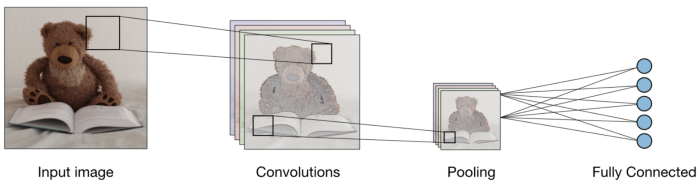 Input image
Convolutions
Pooling
Fully Connected